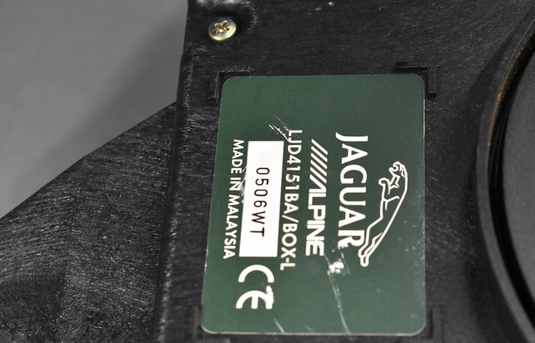 JAGUAR
/////ALPINE
LJD4151BA/BOX-L
0506WT
MADE IN MALAYSIA
CE